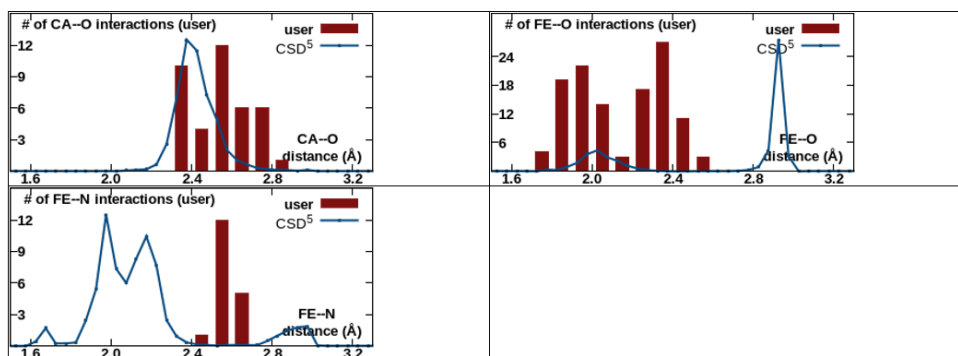 # of CA--O interactions (user)
user
CSD5
12
9
6
3
CA--O
distance (Å)
1.6 2.0 2.4 2.8 3.2
# of FE--O interactions (user)
user
CSD5
24
18
12
6
FE--O
distance (Å)
1.6 2.0 2.4 2.8 3.2
# of FE--N interactions (user)
user
CSD5
12
9
6
3
FE--N
distance (Å)
1.6 2.0 2.4 2.8 3.2